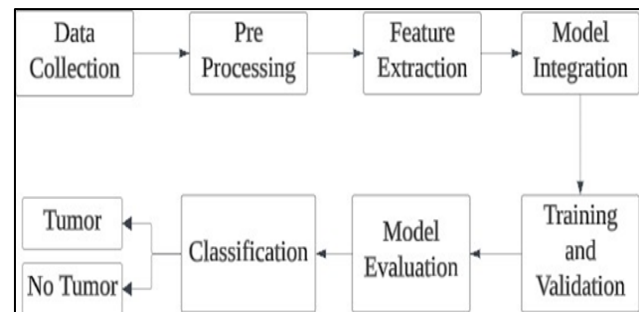 Data
Collection
Pre
Processing
Feature
Extraction
Model
Integration
Training
and
Validation
Model
Evaluation
Classification
Tumor
No Tumor